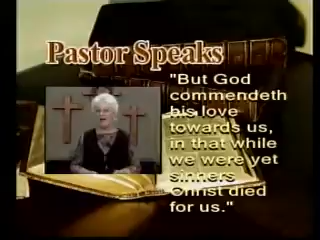 Pastor Speaks
"But God
commendeth
his love
towards us,
in that while
we were yet
sinners
Christ died
for us."